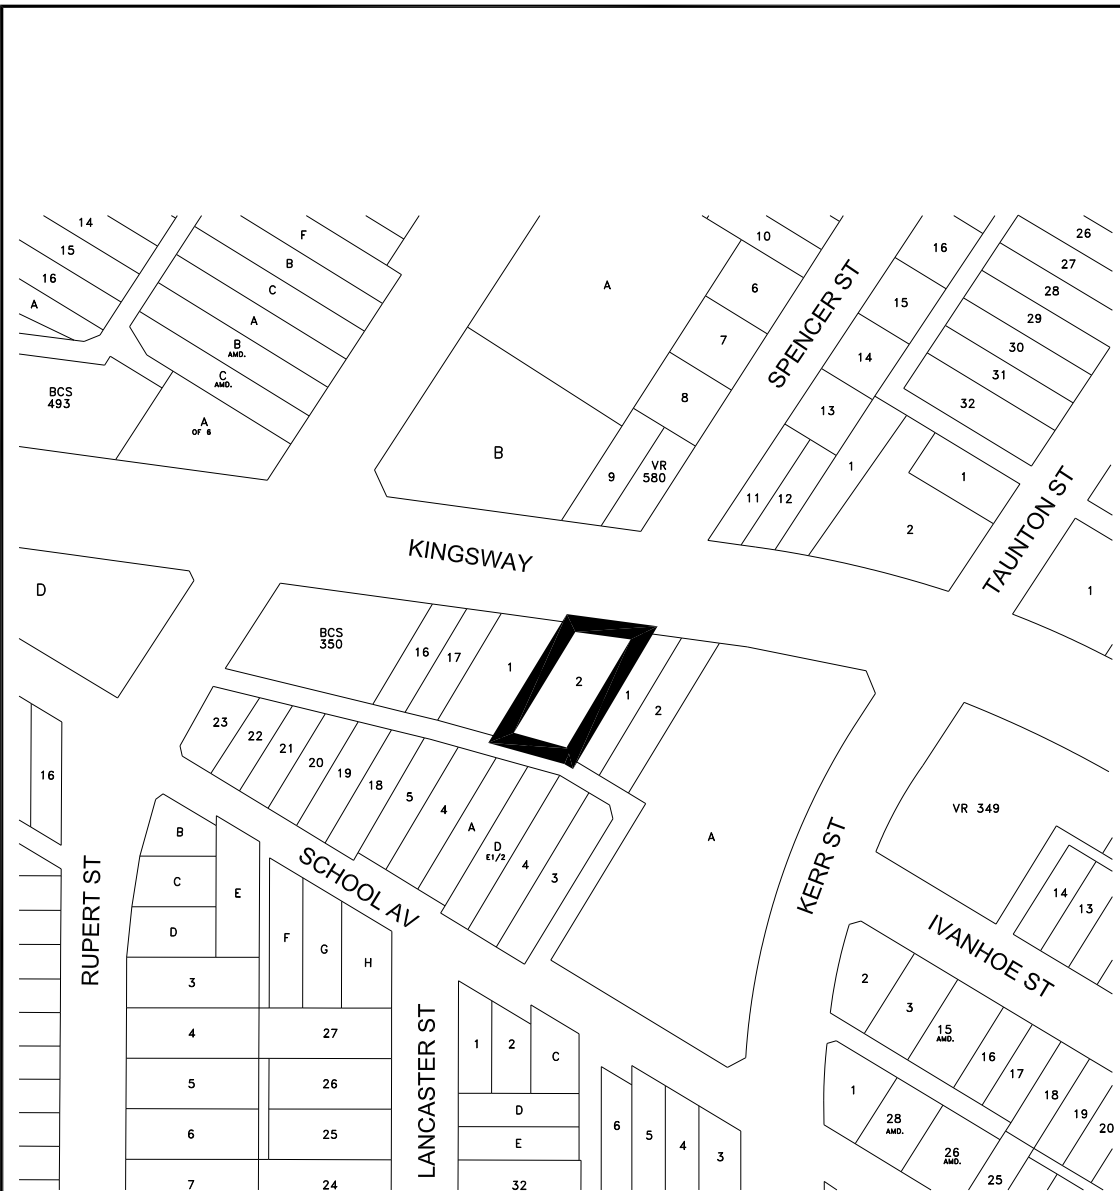 14
15
16
A
F
B
C
A
B
AMD.
C
AMD.
A
OF 6
BCS
493
A
B
10
6
7
8
9
VR
580
SPENCER ST
16
15
14
13
11
12
1
2
1
26
27
28
29
30
31
32
TAUNTON ST
1
KINGSWAY
D
BCS
350
16
17
1
2
1
2
A
23
22
21
20
19
18
5
4
A
D
E1/2
4
3
SCHOOL AV
16
RUPERT ST
B
C
D
E
3
4
5
6
7
F
G
H
27
26
25
24
LANCASTER ST
1
2
C
D
E
32
6
5
4
3
KERR ST
VR 349
14
13
IVANHOE ST
2
3
15
AMD.
16
17
18
19
20
1
28
AMD.
26
AMD.
25